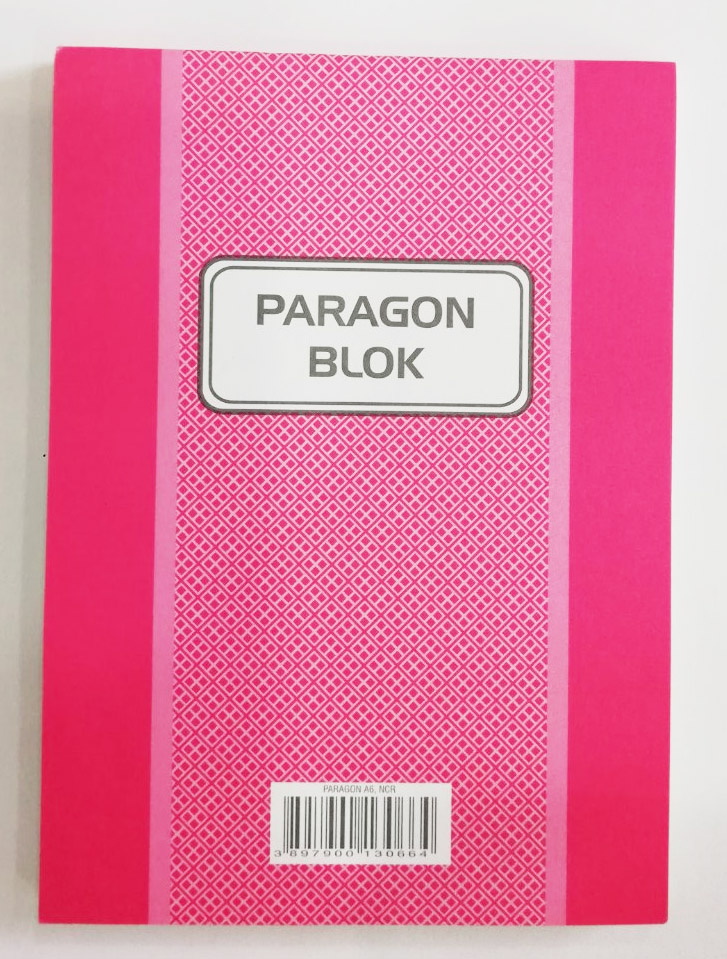 PARAGON
BLOK
PARAGON A6, NCR
3 897900 130664